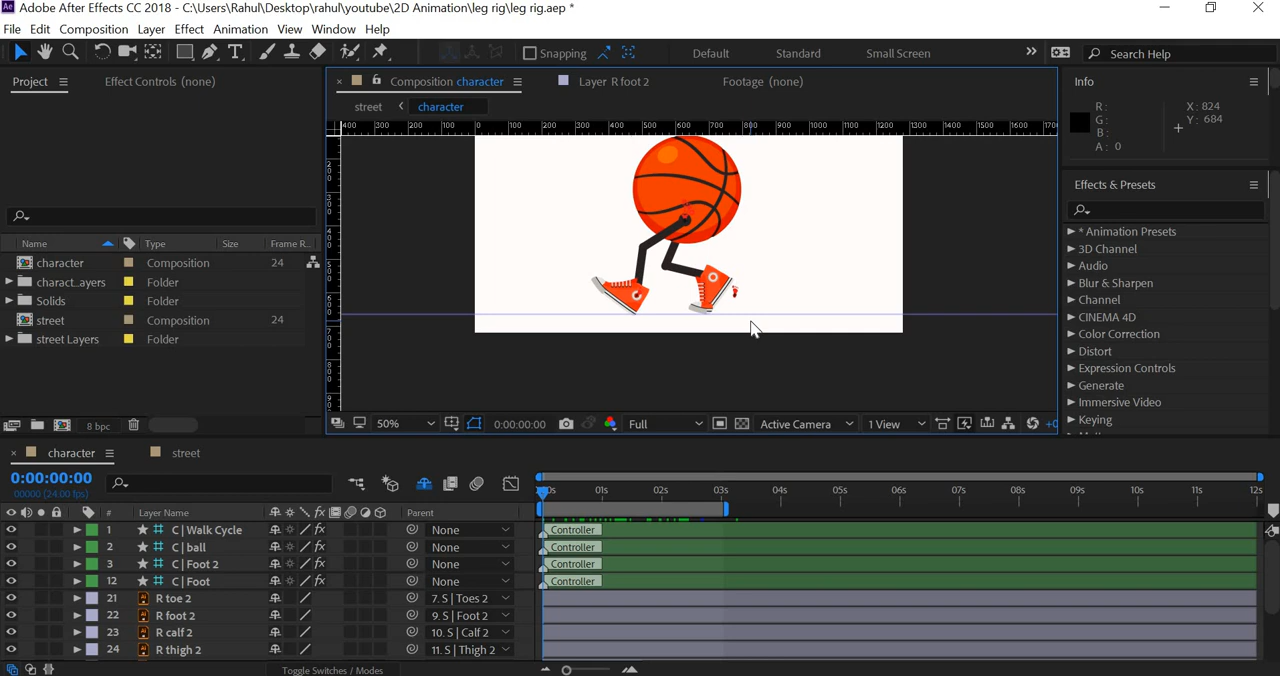 Adobe After Effects CC 2018 - C:\Users\Rahul\Desktop\rahul\youtube\2D Animation\leg rig\leg rig.aep *
File Edit Composition Layer Effect Animation View Window Help
Snapping Default Standard Small Screen Search Help
Project Effect Controls (none) Composition character Layer R foot 2 Footage (none) Info
street character
R: X: 824
G: Y: 684
B:
A: 0
Effects & Presets
Name Type Size Frame R...
character Composition 24
charact..ayers Folder
Solids Folder
street Composition 24
street Layers Folder
* Animation Presets
3D Channel
Audio
Blur & Sharpen
Channel
CINEMA 4D
Color Correction
Distort
Expression Controls
Generate
Immersive Video
Keying
8 bpc 50% 0:00:00:00 Full Active Camera 1 View
character street
0:00:00:00
00000 (24.00 fps)
01s 02s 03s 04s 05s 06s 07s 08s 09s 10s 11s 12s
# Layer Name Parent
1 C | Walk Cycle None Controller
2 C | ball None Controller
3 C | Foot 2 None Controller
12 C | Foot None Controller
21 R toe 2 7. S | Toes 2
22 R foot 2 9. S | Foot 2
23 R calf 2 10. S | Calf 2
24 R thigh 2 11. S | Thigh 2
Toggle Switches / Modes